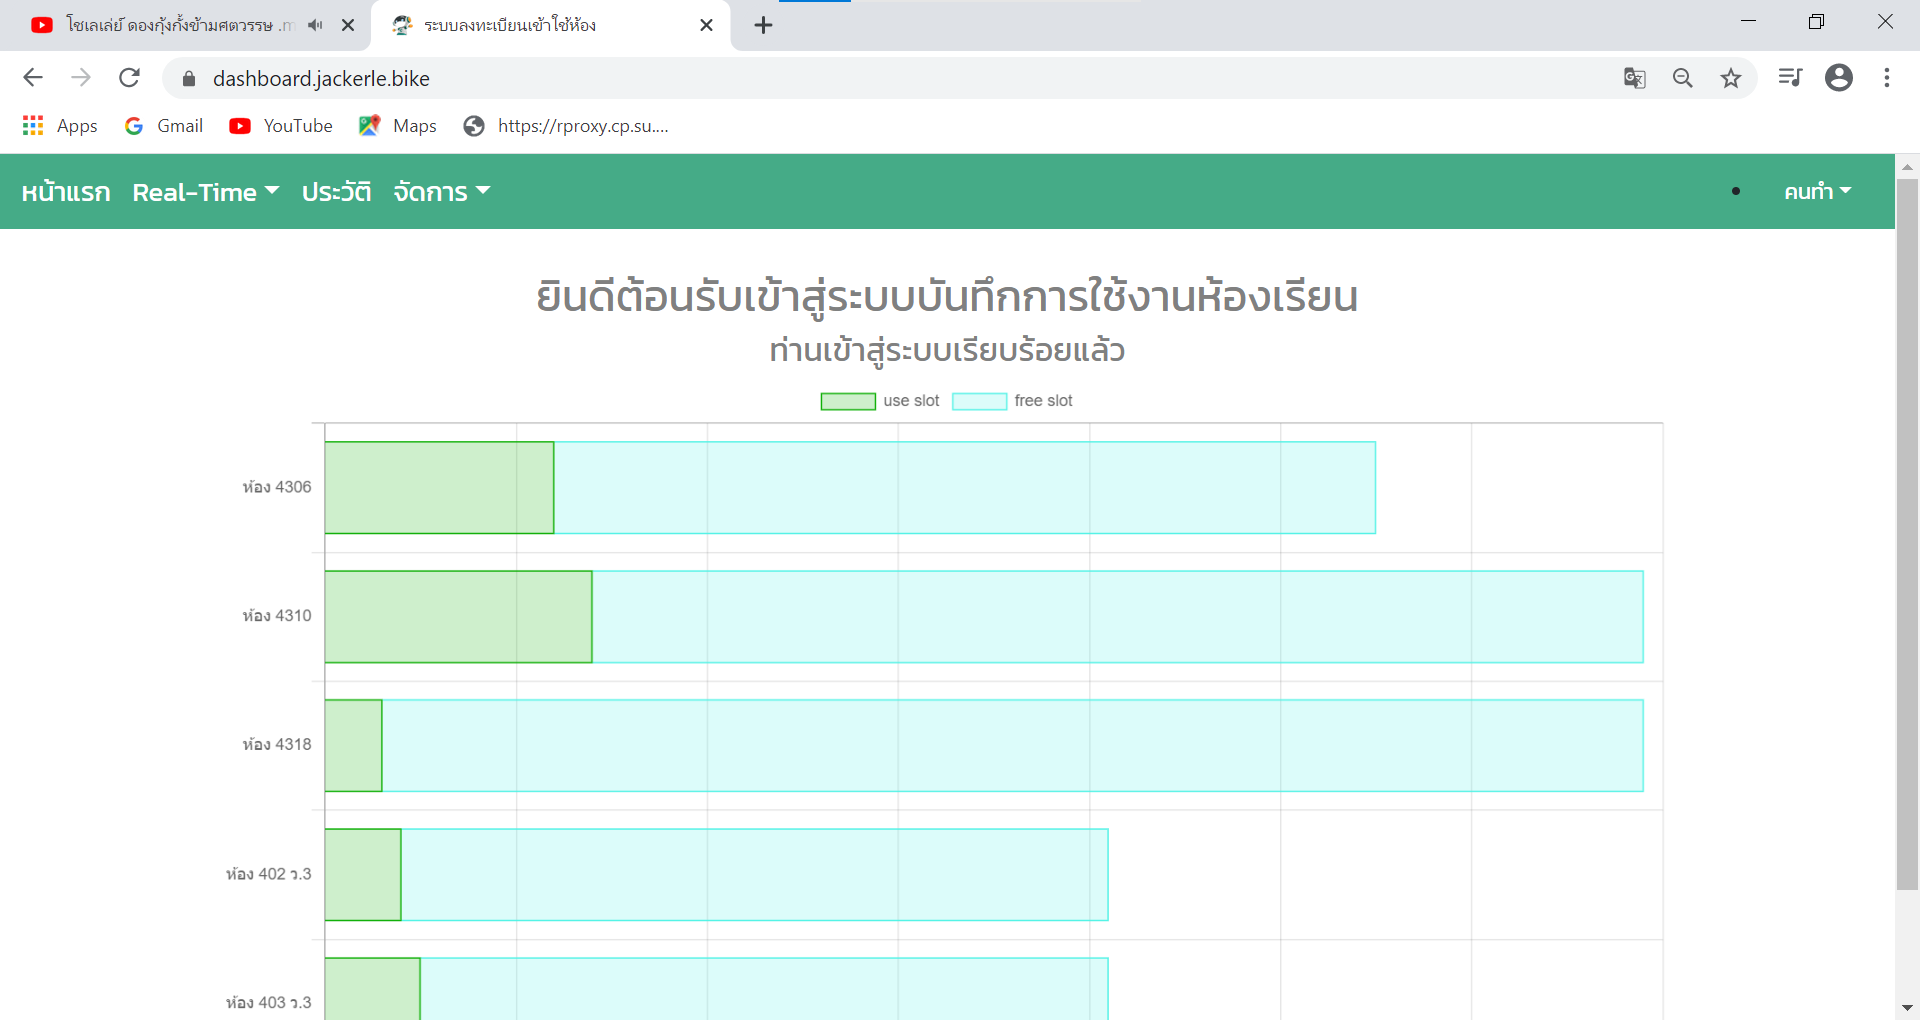 โชเลเล่ย์ ดองกุ้งกั้งข้ามศตวรรษ .m
ระบบลงทะเบียนเข้าใช้ห้อง
dashboard.jackerle.bike
Apps Gmail YouTube Maps https://rproxy.cp.su....
หน้าแรก Real-Time ประวัติ จัดการ คนทำ
ยินดีต้อนรับเข้าสู่ระบบบันทึกการใช้งานห้องเรียน
ท่านเข้าสู่ระบบเรียบร้อยแล้ว
use slot free slot
ห้อง 4306
ห้อง 4310
ห้อง 4318
ห้อง 402 ว.3
ห้อง 403 ว.3